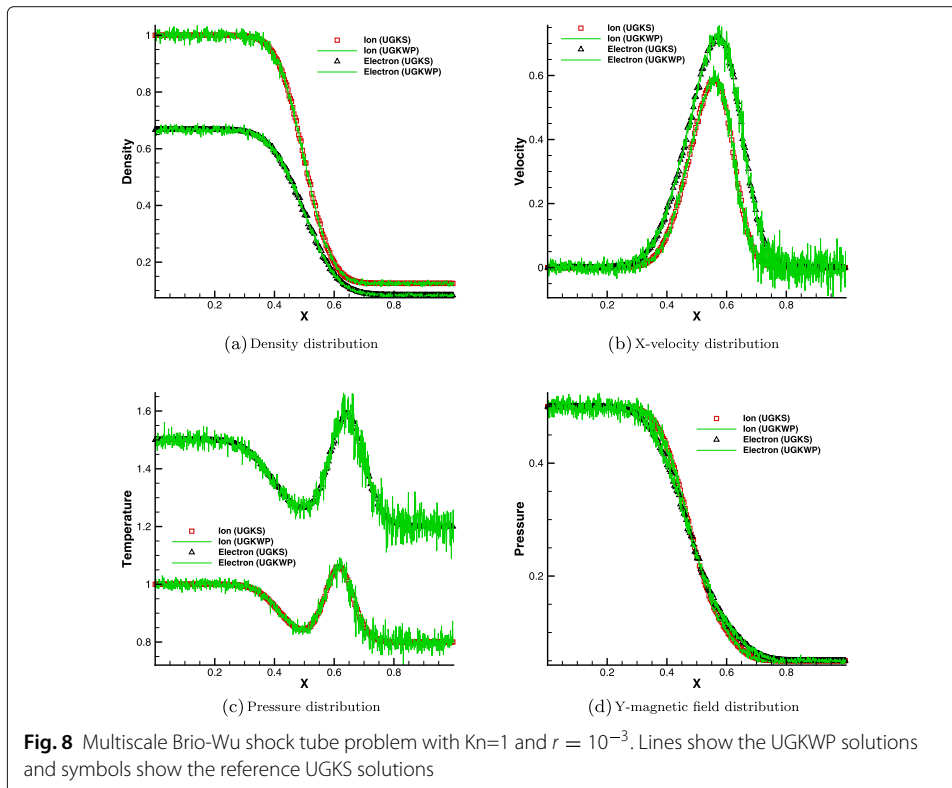 1
0.8
0.6
0.4
0.2
Density
0.2
0.4
0.6
0.8
X
Ion (UGKS)
Ion (UGKWP)
Electron (UGKS)
Electron (UGKWP)
(a) Density distribution
0.6
0.4
0.2
0
Velocity
0
0.2
0.4
0.6
0.8
X
Ion (UGKS)
Ion (UGKWP)
Electron (UGKS)
Electron (UGKWP)
(b) X-velocity distribution
1.6
1.4
1.2
1.0
0.8
Temperature
0.2
0.4
0.6
0.8
X
Ion (UGKS)
Ion (UGKWP)
Electron (UGKS)
Electron (UGKWP)
(c) Pressure distribution
0.4
0.2
Pressure
0.2
0.4
0.6
0.8
X
Ion (UGKS)
Ion (UGKWP)
Electron (UGKS)
Electron (UGKWP)
(d) Y-magnetic field distribution
Fig. 8 Multiscale Brio-Wu shock tube problem with Kn=1 and r = 10⁻³. Lines show the UGKWP solutions
and symbols show the reference UGKS solutions